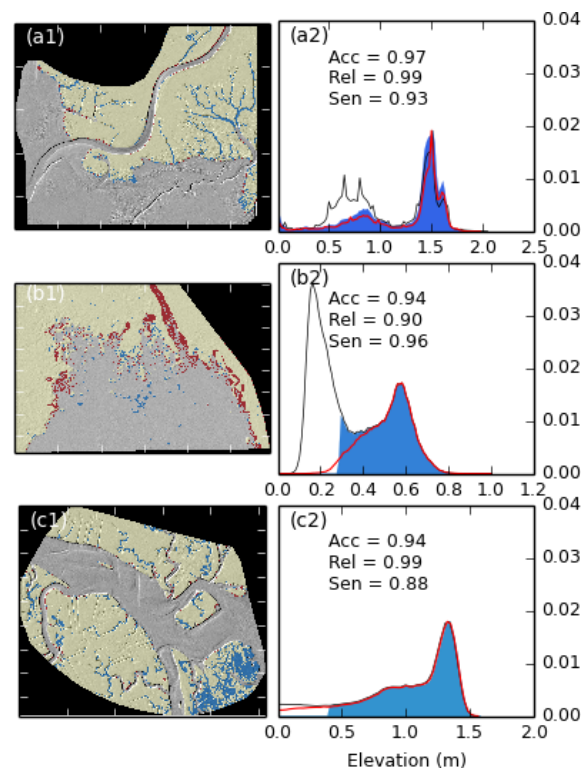 (a1)
(a2)
Acc = 0.97
Rel = 0.99
Sen = 0.93
0.04
0.03
0.02
0.01
0.00
0.0 0.5 1.0 1.5 2.0 2.5
(b1)
(b2)
Acc = 0.94
Rel = 0.90
Sen = 0.96
0.04
0.03
0.02
0.01
0.00
0.0 0.2 0.4 0.6 0.8 1.0 1.2
(c1)
(c2)
Acc = 0.94
Rel = 0.99
Sen = 0.88
0.04
0.03
0.02
0.01
0.00
0.0 0.5 1.0 1.5 2.0
Elevation (m)